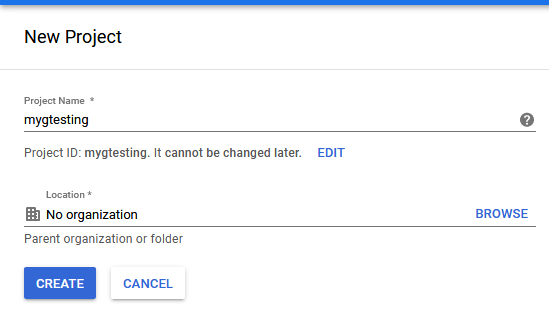 New Project
Project Name *
mygtesting
Project ID: mygtesting. It cannot be changed later. EDIT
Location *
No organization BROWSE
Parent organization or folder
CREATE CANCEL